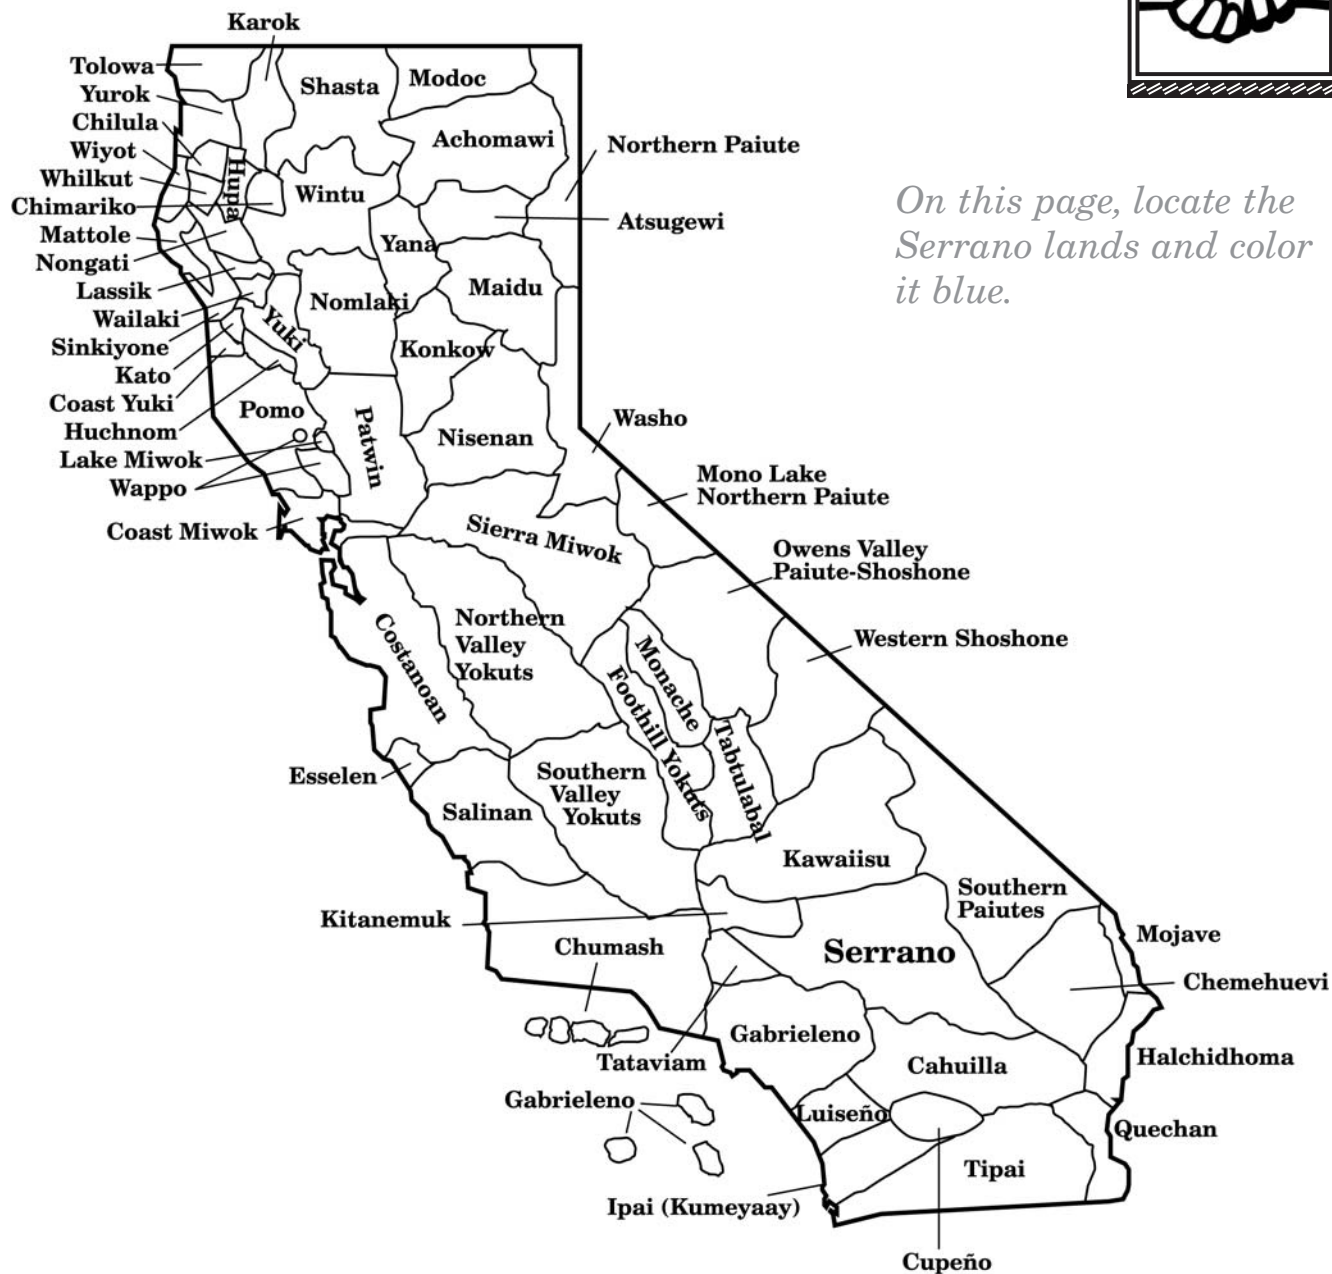 Karok
Tolowa
Yurok
Chilula
Wiyot
Whilkut
Chimariko
Mattole
Nongati
Lassik
Wailaki
Sinkiyone
Kato
Coast Yuki
Huchnom
Lake Miwok
Wappo
Coast Miwok
Shasta
Modoc
Achomawi
Northern Paiute
Hupa
Wintu
Atsugewi
Yana
Nomlaki
Maidu
Yuki
Konkow
Pomo
Patwin
Nisenan
Washo
Mono Lake
Northern Paiute
Sierra Miwok
Owens Valley
Paiute-Shoshone
Costanoan
Northern
Valley
Yokuts
Monache
Foothill Yokuts
Western Shoshone
Tabtulabal
Esselen
Salinan
Southern
Valley
Yokuts
Kawaiisu
Southern
Paiutes
Kitanemuk
Chumash
Serrano
Mojave
Chemehuevi
Gabrieleno
Tataviam
Cahuilla
Halchidhoma
Gabrieleno
Luiseño
Quechan
Tipai
Ipai (Kumeyaay)
Cupeño
On this page, locate the
Serrano lands and color
it blue.